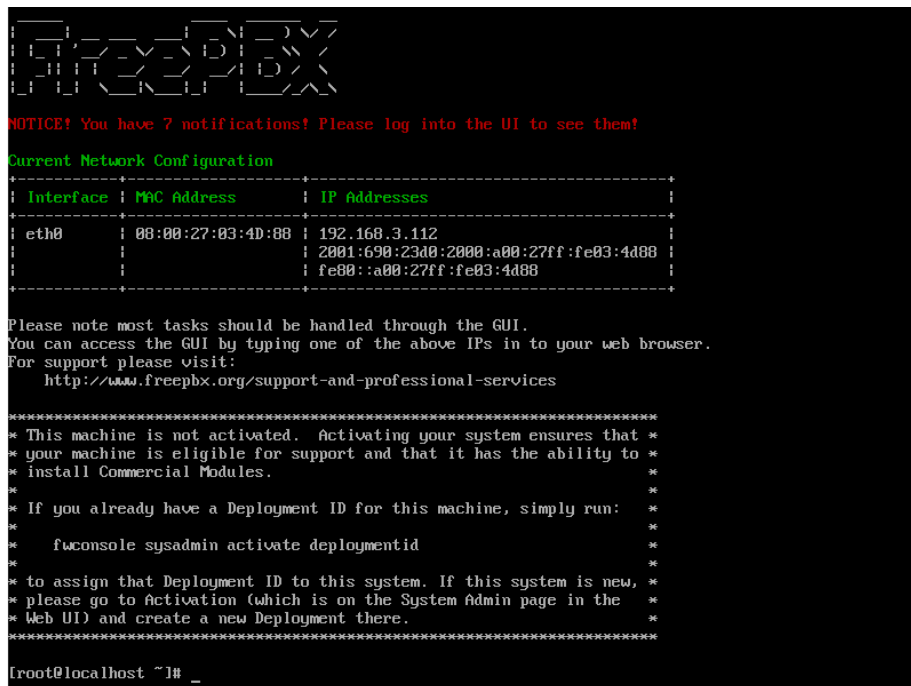 FreePBX
NOTICE! You have 7 notifications! Please log into the UI to see them!
Current Network Configuration
+-----------+-------------------+---------------------------------------+
| Interface | MAC Address       | IP Addresses                          |
+-----------+-------------------+---------------------------------------+
| eth0      | 08:00:27:03:4D:88 | 192.168.3.112                         |
|           |                   | 2001:690:23d0:2000:a00:27ff:fe03:4d88 |
|           |                   | fe80::a00:27ff:fe03:4d88              |
+-----------+-------------------+---------------------------------------+
Please note most tasks should be handled through the GUI.
You can access the GUI by typing one of the above IPs in to your web browser.
For support please visit:
    http://www.freepbx.org/support-and-professional-services
***********************************************************************
* This machine is not activated.  Activating your system ensures that *
* your machine is eligible for support and that it has the ability to *
* install Commercial Modules.                                         *
*                                                                     *
* If you already have a Deployment ID for this machine, simply run:   *
*                                                                     *
*    fwconsole sysadmin activate deploymentid                         *
*                                                                     *
* to assign that Deployment ID to this system. If this system is new, *
* please go to Activation (which is on the System Admin page in the   *
* Web UI) and create a new Deployment there.                          *
***********************************************************************
[root@localhost ~]# _